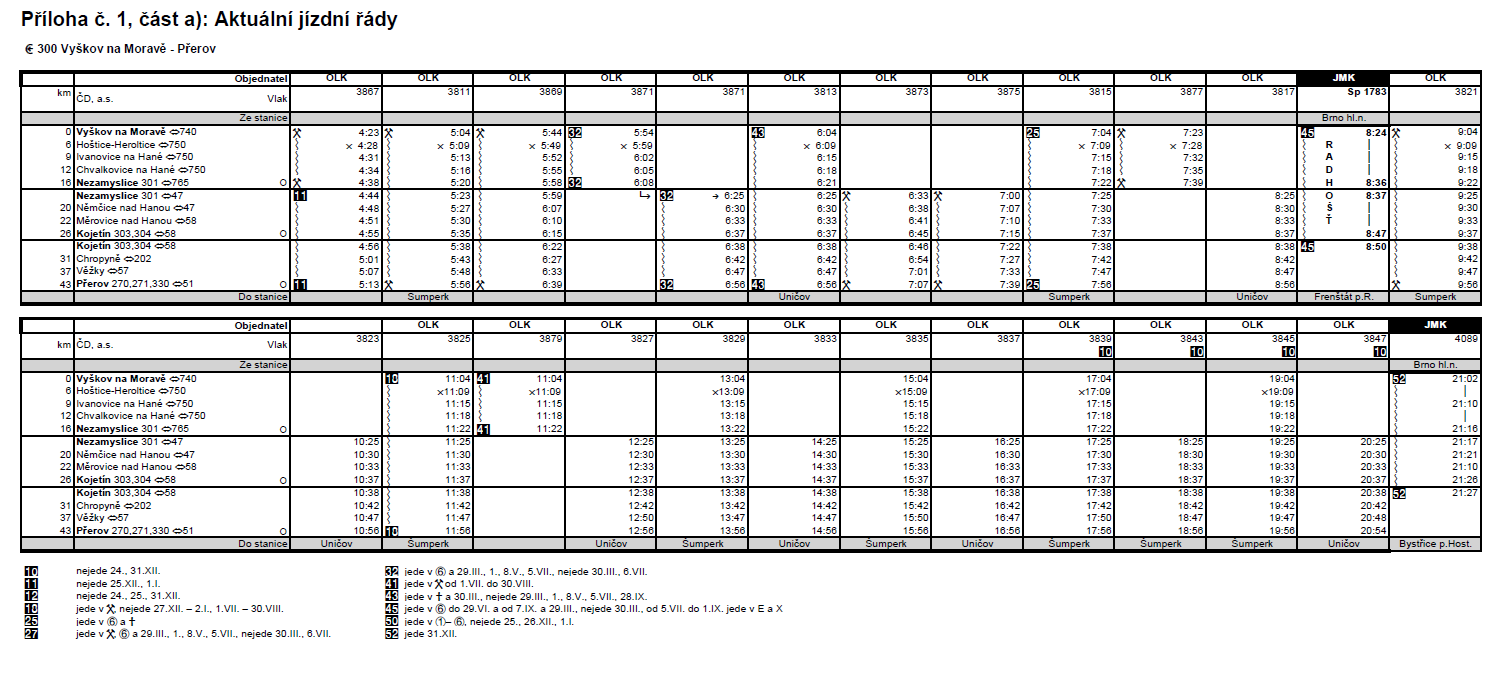 Příloha č. 1, část a): Aktuální jízdní řády
300 Vyškov na Moravě - Přerov
Objednatel OLK OLK OLK OLK OLK OLK OLK OLK OLK OLK OLK JMK OLK
km ČD, a.s. Vlak 3867 3811 3869 3871 3871 3813 3873 3875 3815 3877 3817 Sp 1783 3821
Ze stanice Brno hl.n.
0 Vyškov na Moravě ⇔740 ⚒ 4:23 ⚒ 5:04 ⚒ 5:44 32 5:54 43 6:04 25 7:04 ⚒ 7:23 45 8:24 ⚒ 9:04
6 Hoštice-Heroltice ⇔750 × 4:28 × 5:09 × 5:49 × 5:59 × 6:09 × 7:09 × 7:28 R | × 9:09
9 Ivanovice na Hané ⇔750 4:31 5:13 5:52 6:02 6:15 7:15 7:32 A | 9:15
12 Chvalkovice na Hané ⇔750 4:34 5:16 5:55 6:05 6:18 7:18 7:35 D | 9:18
16 Nezamyslice 301 ⇔765 O ⚒ 4:38 5:20 5:58 32 6:08 6:21 7:22 ⚒ 7:39 H 8:36 9:22
Nezamyslice 301 ⇔47 11 4:44 5:23 5:59 ↳ 32 → 6:25 6:25 ⚒ 6:33 ⚒ 7:00 7:25 8:25 O 8:37 9:25
20 Němčice nad Hanou ⇔47 4:48 5:27 6:07 6:30 6:30 6:38 7:07 7:30 8:30 Š | 9:30
22 Měrovice nad Hanou ⇔58 4:51 5:30 6:10 6:33 6:33 6:41 7:10 7:33 8:33 Ť | 9:33
26 Kojetín 303,304 ⇔58 O 4:55 5:35 6:15 6:37 6:37 6:45 7:15 7:37 8:37 8:47 9:37
Kojetín 303,304 ⇔58 4:56 5:38 6:22 6:38 6:38 6:46 7:22 7:38 8:38 45 8:50 9:38
31 Chropyně ⇔202 5:01 5:43 6:27 6:42 6:42 6:54 7:27 7:42 8:42 9:42
37 Věžky ⇔57 5:07 5:48 6:33 6:47 6:47 7:01 7:33 7:47 8:47 9:47
43 Přerov 270,271,330 ⇔51 O 11 5:13 ⚒ 5:56 ⚒ 6:39 32 6:56 43 6:56 ⚒ 7:07 ⚒ 7:39 25 7:56 8:56 ⚒ 9:56
Do stanice Šumperk Uničov Šumperk Uničov Frenštát p.R. Šumperk
Objednatel OLK OLK OLK OLK OLK OLK OLK OLK OLK OLK OLK JMK
km ČD, a.s. Vlak 3823 3825 3879 3827 3829 3833 3835 3837 3839 3843 3845 3847 4089
10 10 10 10
Ze stanice Brno hl.n.
0 Vyškov na Moravě ⇔740 10 11:04 41 11:04 13:04 15:04 17:04 19:04 52 21:02
6 Hoštice-Heroltice ⇔750 ×11:09 ×11:09 ×13:09 ×15:09 ×17:09 ×19:09 |
9 Ivanovice na Hané ⇔750 11:15 11:15 13:15 15:15 17:15 19:15 21:10
12 Chvalkovice na Hané ⇔750 11:18 11:18 13:18 15:18 17:18 19:18 |
16 Nezamyslice 301 ⇔765 O 11:22 41 11:22 13:22 15:22 17:22 19:22 21:16
Nezamyslice 301 ⇔47 10:25 11:25 12:25 13:25 14:25 15:25 16:25 17:25 18:25 19:25 20:25 21:17
20 Němčice nad Hanou ⇔47 10:30 11:30 12:30 13:30 14:30 15:30 16:30 17:30 18:30 19:30 20:30 21:21
22 Měrovice nad Hanou ⇔58 10:33 11:33 12:33 13:33 14:33 15:33 16:33 17:33 18:33 19:33 20:33 21:10
26 Kojetín 303,304 ⇔58 O 10:37 11:37 12:37 13:37 14:37 15:37 16:37 17:37 18:37 19:37 20:37 21:26
Kojetín 303,304 ⇔58 10:38 11:38 12:38 13:38 14:38 15:38 16:38 17:38 18:38 19:38 20:38 52 21:27
31 Chropyně ⇔202 10:42 11:42 12:42 13:42 14:42 15:42 16:42 17:42 18:42 19:42 20:42
37 Věžky ⇔57 10:47 11:47 12:50 13:47 14:47 15:50 16:47 17:50 18:47 19:47 20:48
43 Přerov 270,271,330 ⇔51 O 10:56 10 11:56 12:56 13:56 14:56 15:56 16:56 17:56 18:56 19:56 20:54
Do stanice Uničov Šumperk Uničov Šumperk Uničov Šumperk Uničov Šumperk Šumperk Šumperk Uničov Bystřice p.Host.
10 nejede 24., 31.XII.
11 nejede 25.XII., 1.I.
12 nejede 24., 25., 31.XII.
10 jede v ⚒, nejede 27.XII. – 2.I., 1.VII. – 30.VIII.
25 jede v ⑥ a †
27 jede v ⚒, ⑥ a 29.III., 1., 8.V., 5.VII., nejede 30.III., 6.VII.
32 jede v ⑥ a 29.III., 1., 8.V., 5.VII., nejede 30.III., 6.VII.
41 jede v ⚒ od 1.VII. do 30.VIII.
43 jede v † a 30.III., nejede 29.III., 1., 8.V., 5.VII., 28.IX.
45 jede v ⑥ do 29.VI. a od 7.IX. a 29.III., nejede 30.III., od 5.VII. do 1.IX. jede v E a X
50 jede v ①– ⑥, nejede 25., 26.XII., 1.I.
52 jede 31.XII.